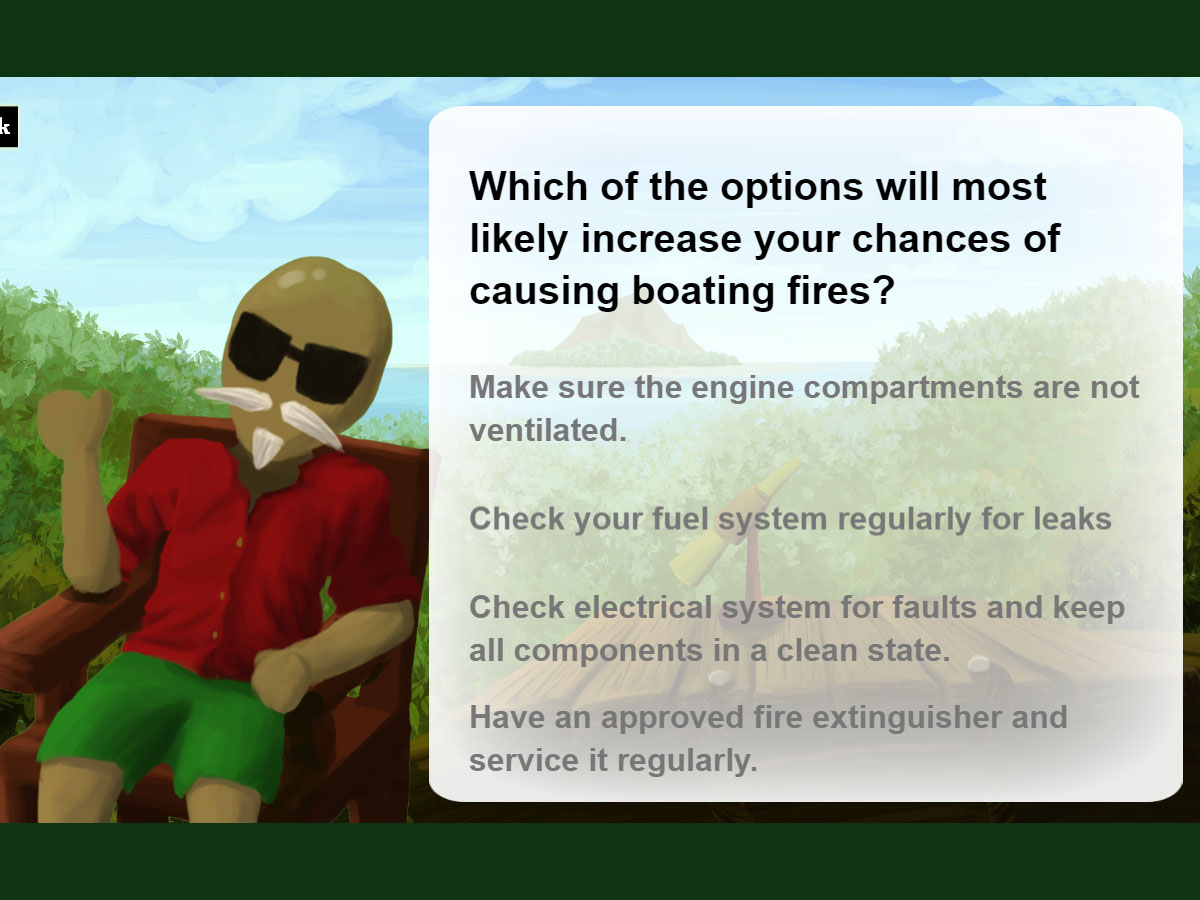 k
Which of the options will most
likely increase your chances of
causing boating fires?
Make sure the engine compartments are not
ventilated.
Check your fuel system regularly for leaks
Check electrical system for faults and keep
all components in a clean state.
Have an approved fire extinguisher and
service it regularly.